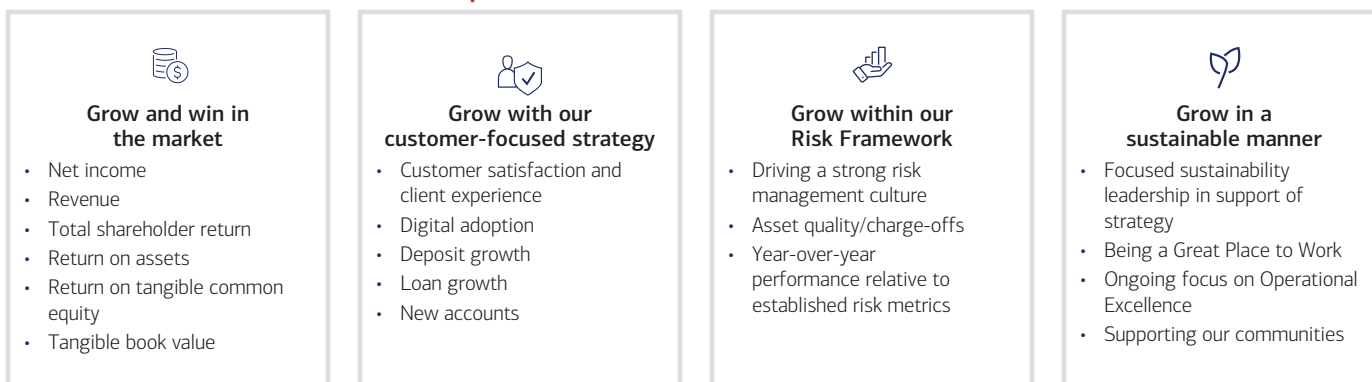 Grow and win in
the market
• Net income
• Revenue
• Total shareholder return
• Return on assets
• Return on tangible common
equity
• Tangible book value
Grow with our
customer-focused strategy
• Customer satisfaction and
client experience
• Digital adoption
• Deposit growth
• Loan growth
• New accounts
Grow within our
Risk Framework
• Driving a strong risk
management culture
• Asset quality/charge-offs
• Year-over-year
performance relative to
established risk metrics
Grow in a
sustainable manner
• Focused sustainability
leadership in support of
strategy
• Being a Great Place to Work
• Ongoing focus on Operational
Excellence
• Supporting our communities